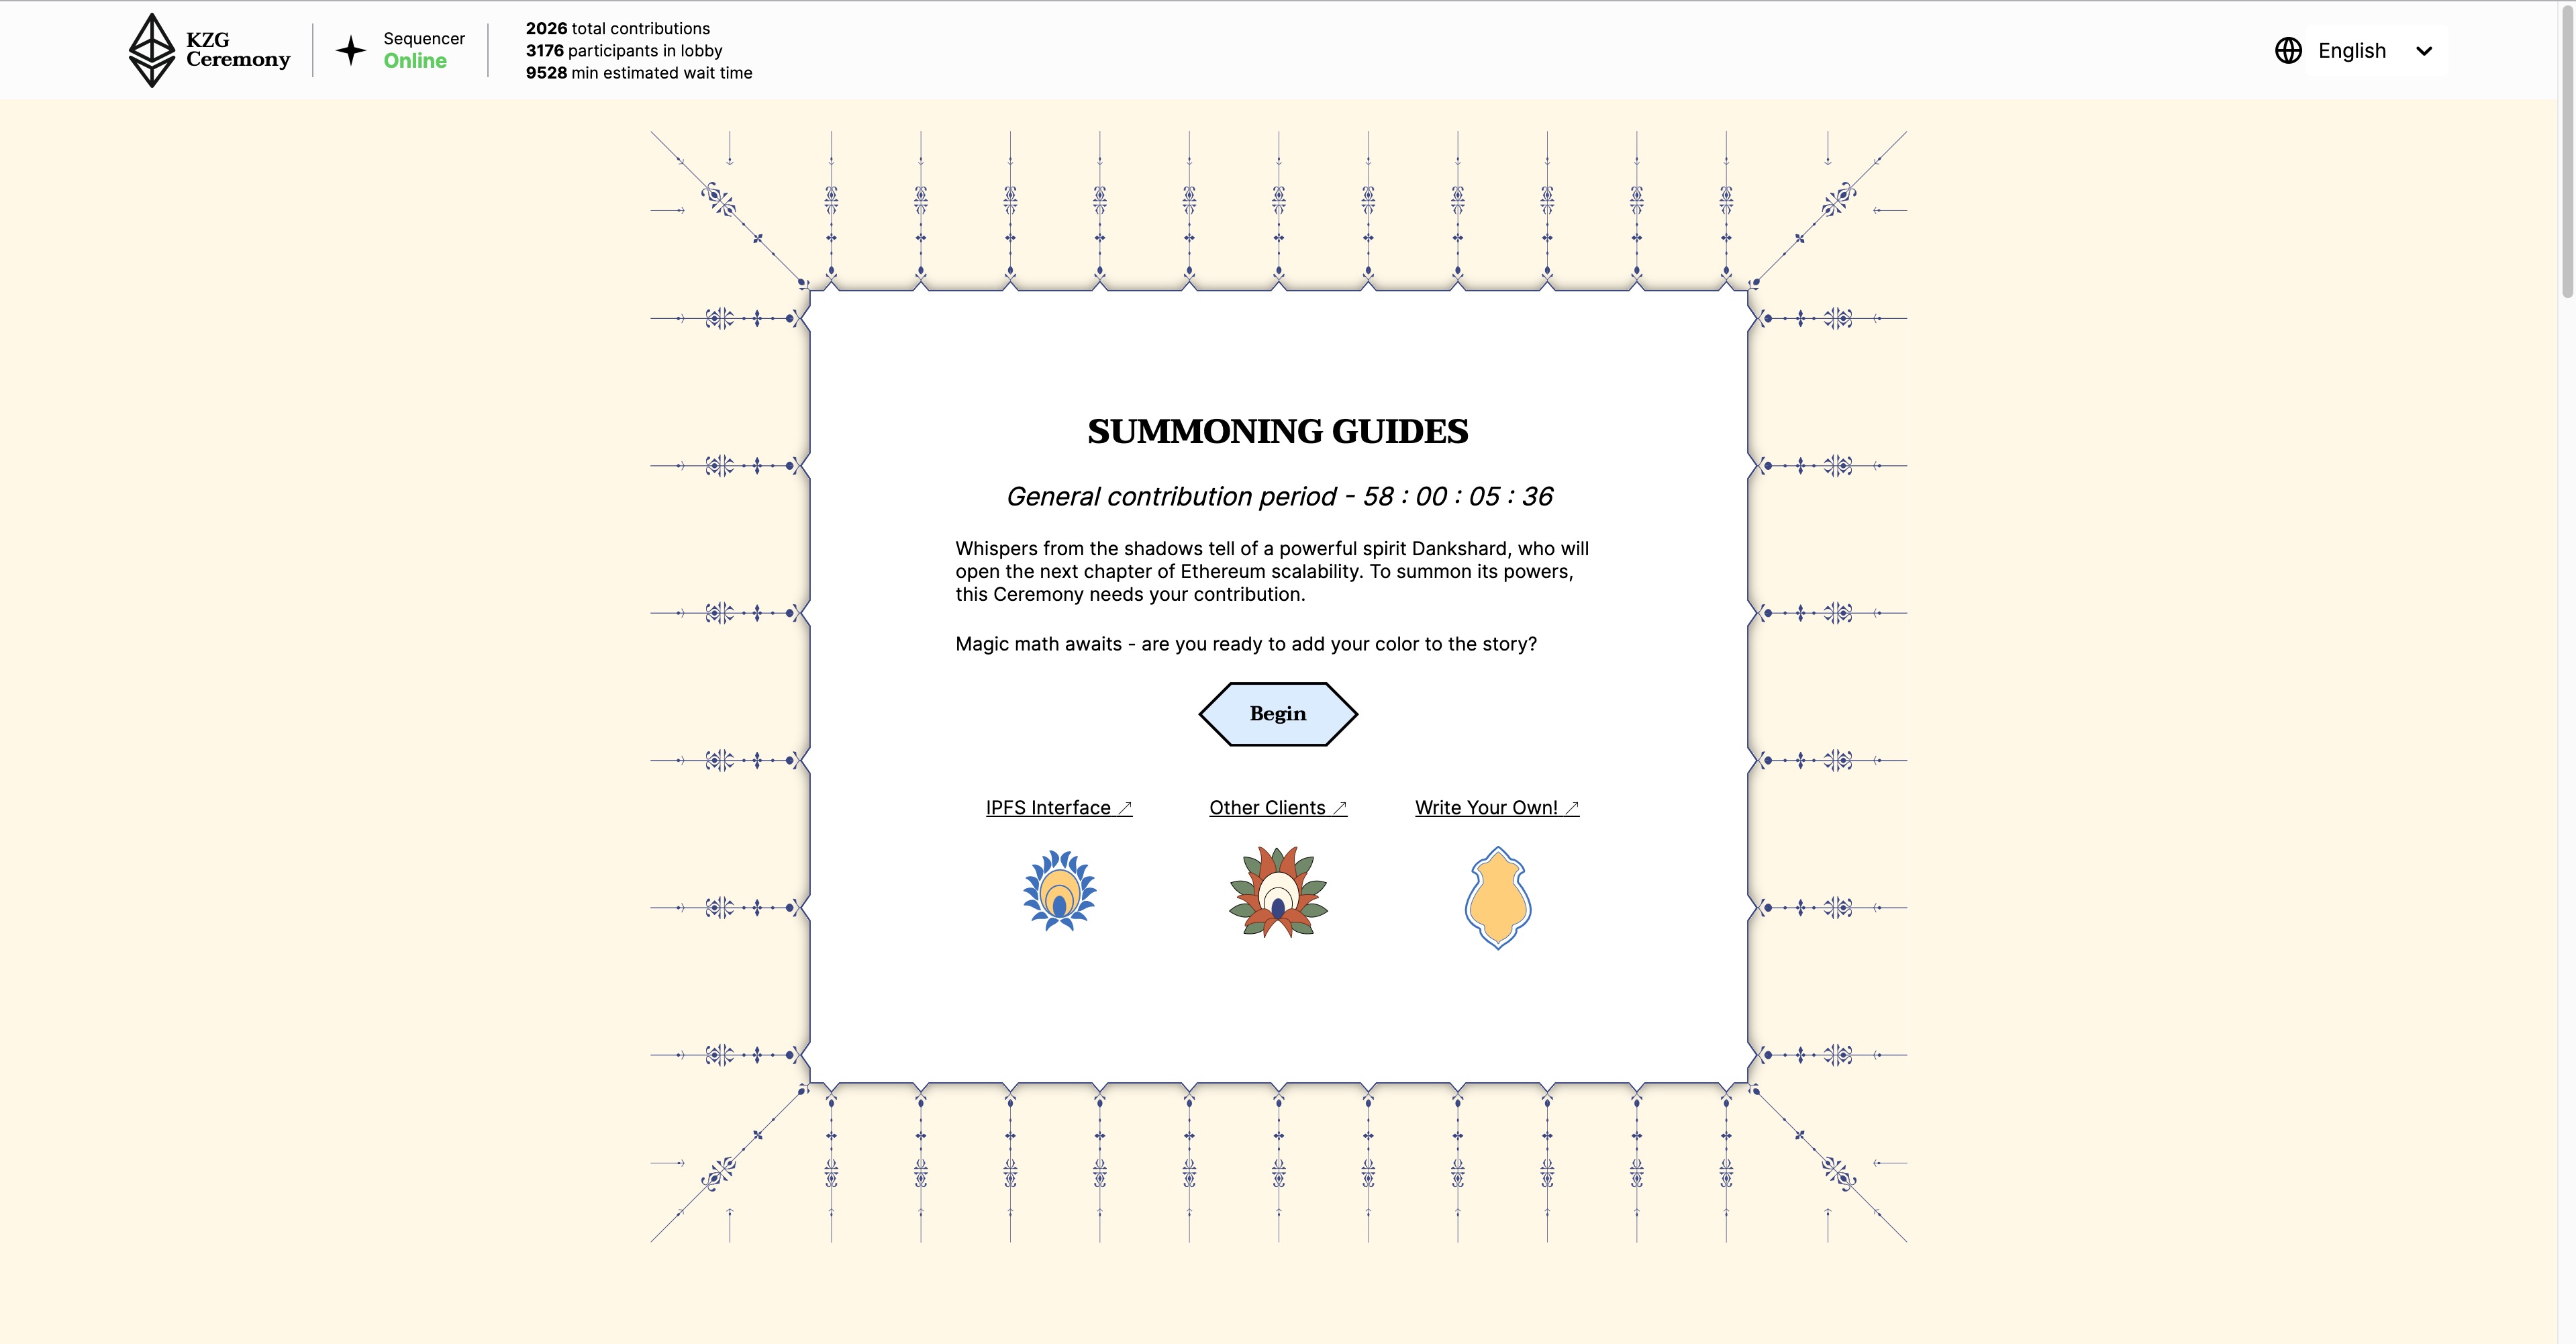 KZG
Ceremony
Sequencer
Online
2026 total contributions
3176 participants in lobby
9528 min estimated wait time
English
SUMMONING GUIDES
General contribution period - 58 : 00 : 05 : 36
Whispers from the shadows tell of a powerful spirit Dankshard, who will
open the next chapter of Ethereum scalability. To summon its powers,
this Ceremony needs your contribution.
Magic math awaits - are you ready to add your color to the story?
Begin
IPFS Interface ↗
Other Clients ↗
Write Your Own! ↗